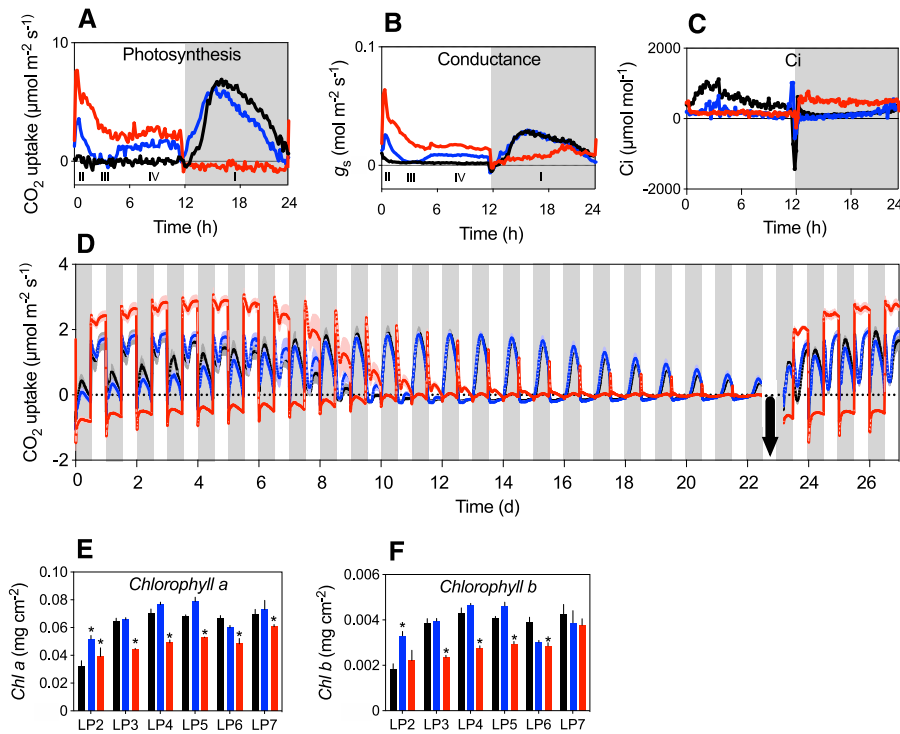 A
Photosynthesis
CO2 uptake (µmol m−2 s−1)
10
0
II III IV I
0 6 12 18 24
Time (h)
B
Conductance
gs (mol m−2 s−1)
0.1
0
II III IV I
0 6 12 18 24
Time (h)
C
Ci
Ci (µmol mol−1)
2000
0
−2000
0 6 12 18 24
Time (h)
D
CO2 uptake (µmol m−2 s−1)
4
2
0
-2
0 2 4 6 8 10 12 14 16 18 20 22 24 26
Time (d)
E
Chlorophyll a
Chl a (mg cm−2)
0.10
0.08
0.06
0.04
0.02
0
* * * * * * *
LP2 LP3 LP4 LP5 LP6 LP7
F
Chlorophyll b
Chl b (mg cm−2)
0.006
0.004
0.002
0
* * * * *
LP2 LP3 LP4 LP5 LP6 LP7